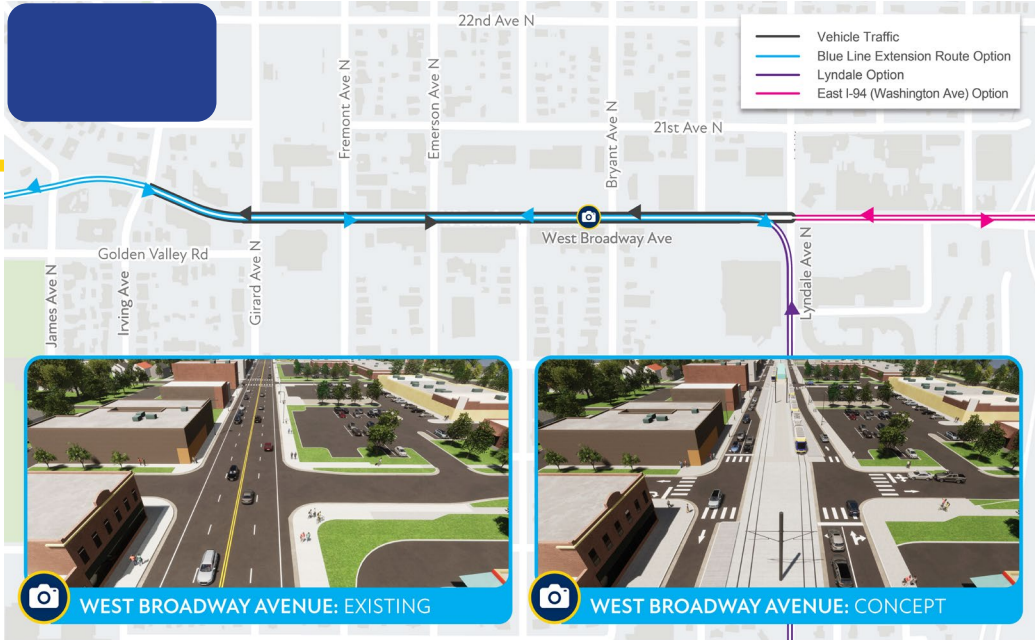 22nd Ave N
Vehicle Traffic
Blue Line Extension Route Option
Lyndale Option
East I-94 (Washington Ave) Option
Fremont Ave N
Emerson Ave N
Bryant Ave N
21st Ave N
West Broadway Ave
Golden Valley Rd
James Ave N
Irving Ave
Girard Ave N
Lyndale Ave N
WEST BROADWAY AVENUE: EXISTING
WEST BROADWAY AVENUE: CONCEPT